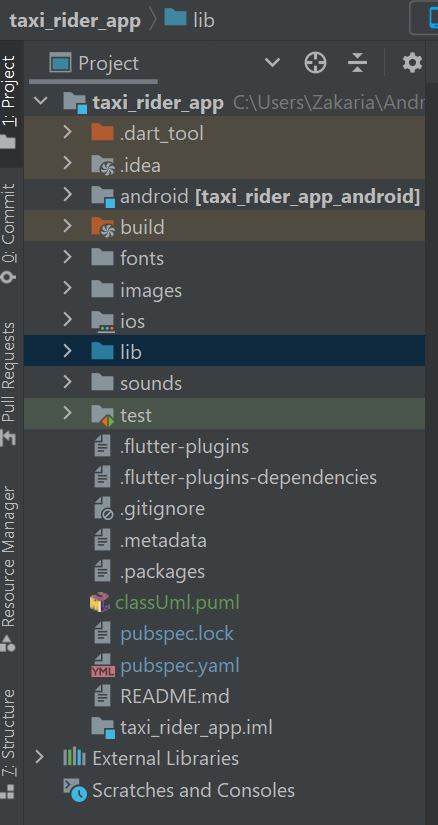 taxi_rider_app lib
Project
taxi_rider_app C:\Users\Zakaria\Andr
.dart_tool
.idea
android [taxi_rider_app_android]
build
fonts
images
ios
lib
sounds
test
.flutter-plugins
.flutter-plugins-dependencies
.gitignore
.metadata
.packages
classUml.puml
pubspec.lock
YML pubspec.yaml
README.md
taxi_rider_app.iml
External Libraries
Scratches and Consoles
1: Project
0: Commit
Pull Requests
Resource Manager
7: Structure